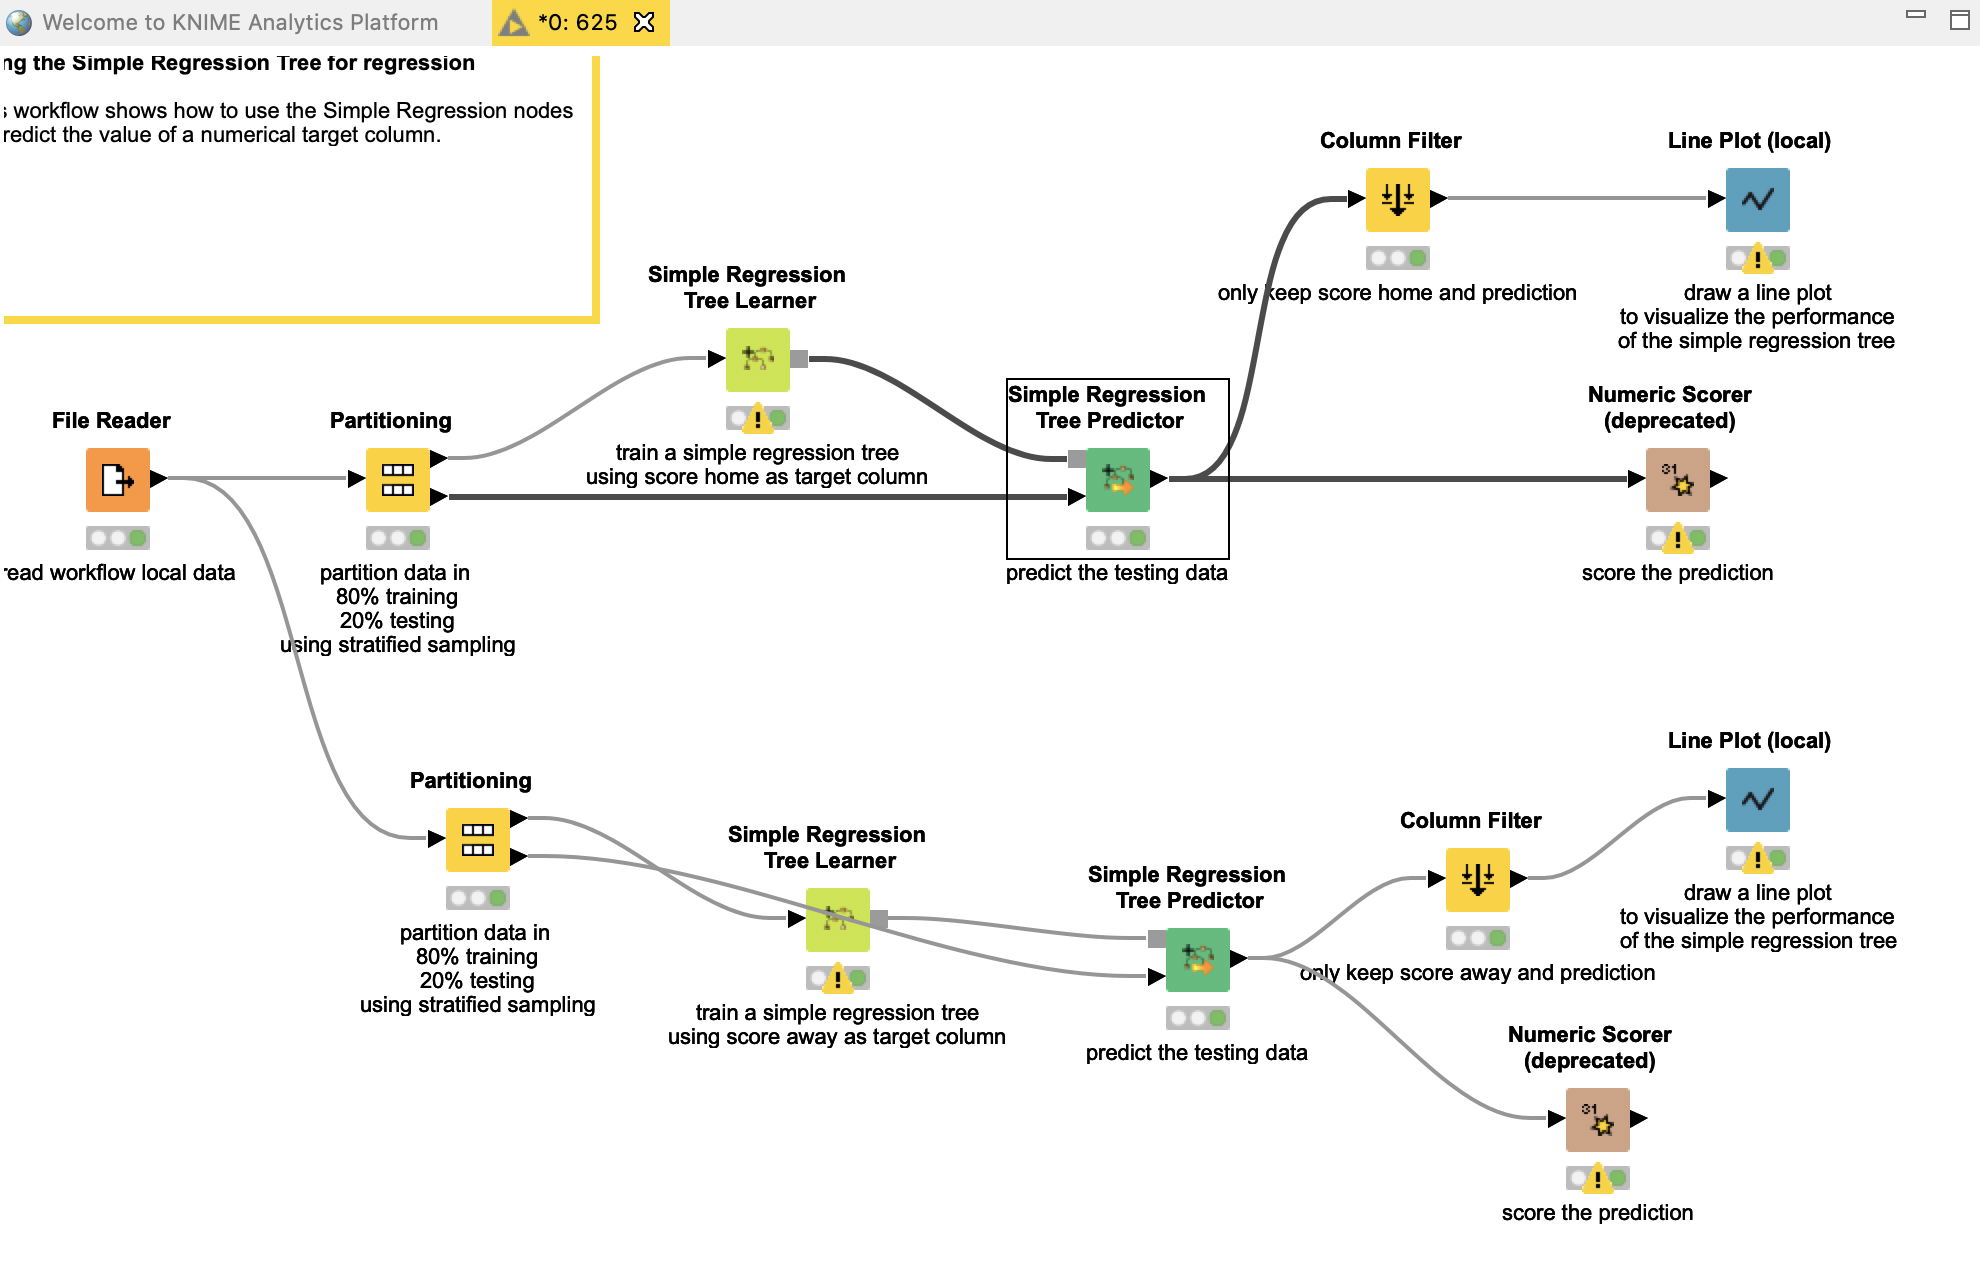 Welcome to KNIME Analytics Platform
*0: 625
ng the Simple Regression Tree for regression
s workflow shows how to use the Simple Regression nodes
redict the value of a numerical target column.
Column Filter
only keep score home and prediction
Line Plot (local)
draw a line plot
to visualize the performance
of the simple regression tree
Simple Regression
Tree Learner
train a simple regression tree
using score home as target column
File Reader
read workflow local data
Partitioning
partition data in
80% training
20% testing
using stratified sampling
Simple Regression
Tree Predictor
predict the testing data
Numeric Scorer
(deprecated)
31
score the prediction
Partitioning
partition data in
80% training
20% testing
using stratified sampling
Simple Regression
Tree Learner
train a simple regression tree
using score away as target column
Simple Regression
Tree Predictor
predict the testing data
Column Filter
only keep score away and prediction
Line Plot (local)
draw a line plot
to visualize the performance
of the simple regression tree
Numeric Scorer
(deprecated)
31
score the prediction